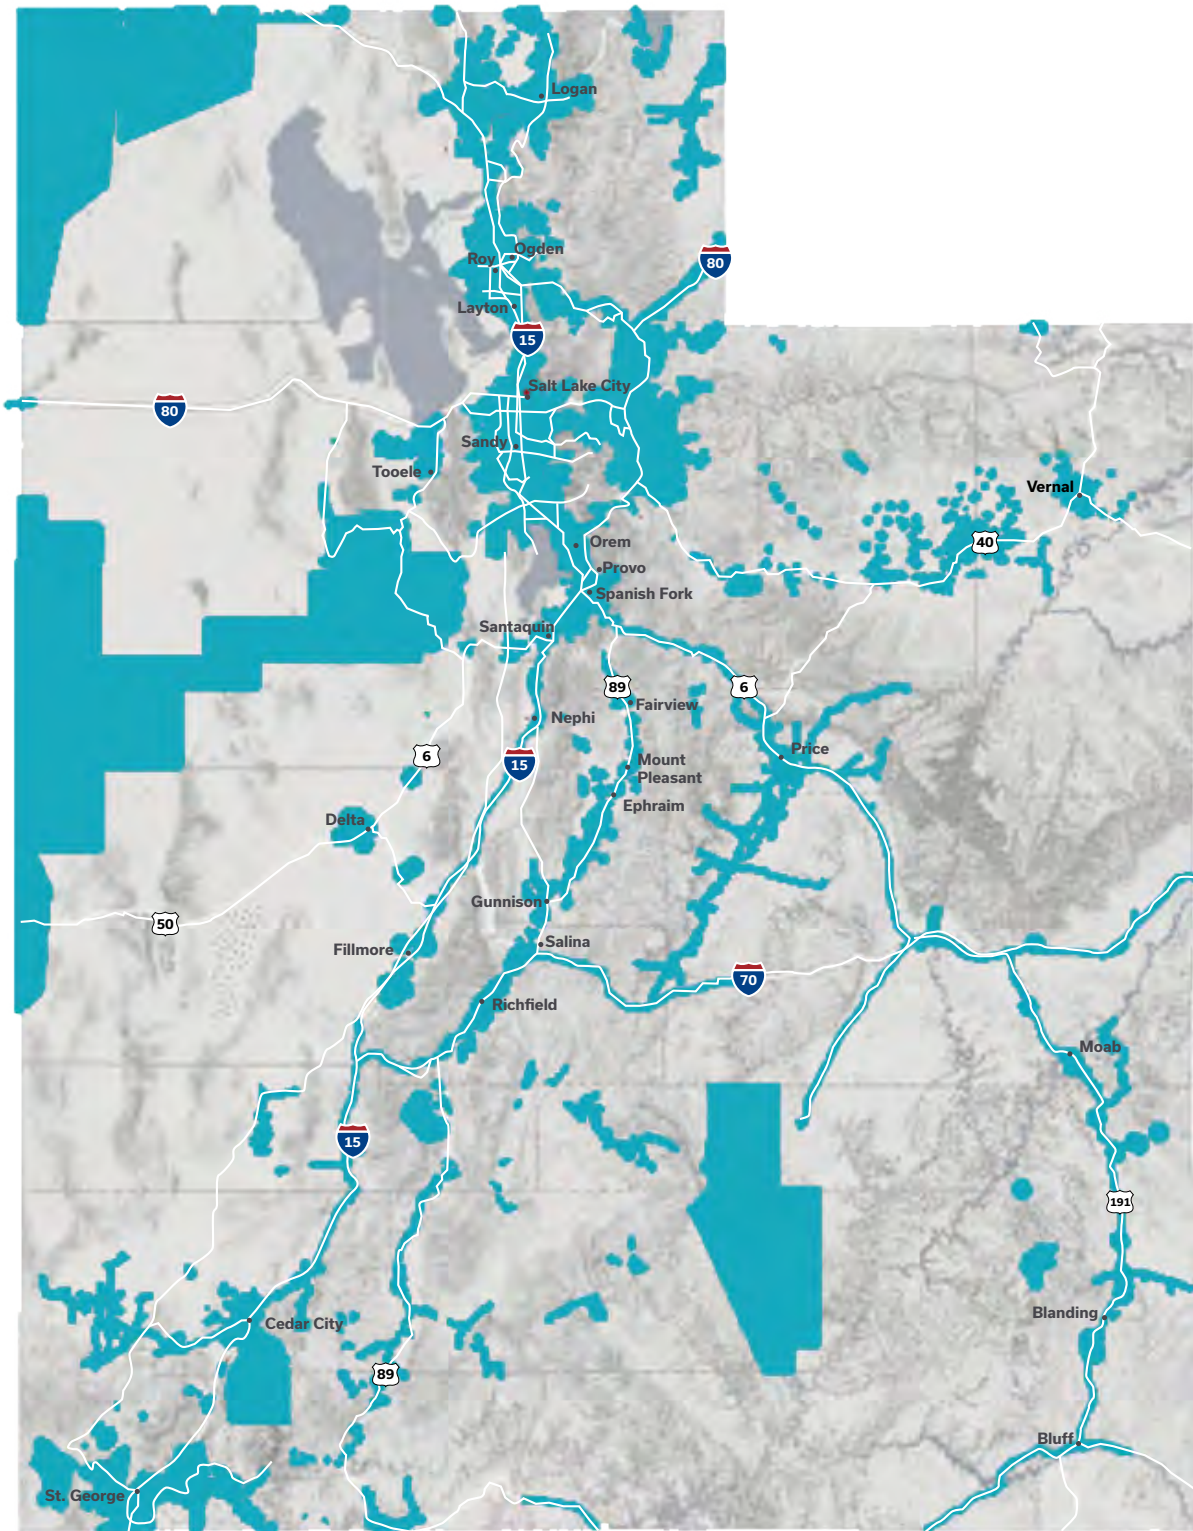 Logan
Ogden
Roy
80
Layton
15
Salt Lake City
80
Sandy
Tooele
Vernal
40
Orem
Provo
Spanish Fork
Santaquin
89
6
Fairview
Nephi
Price
6
15
Mount
Pleasant
Ephraim
Delta
Gunnison
50
Salina
Fillmore
70
Richfield
Moab
15
191
Blanding
Cedar City
89
Bluff
St. George